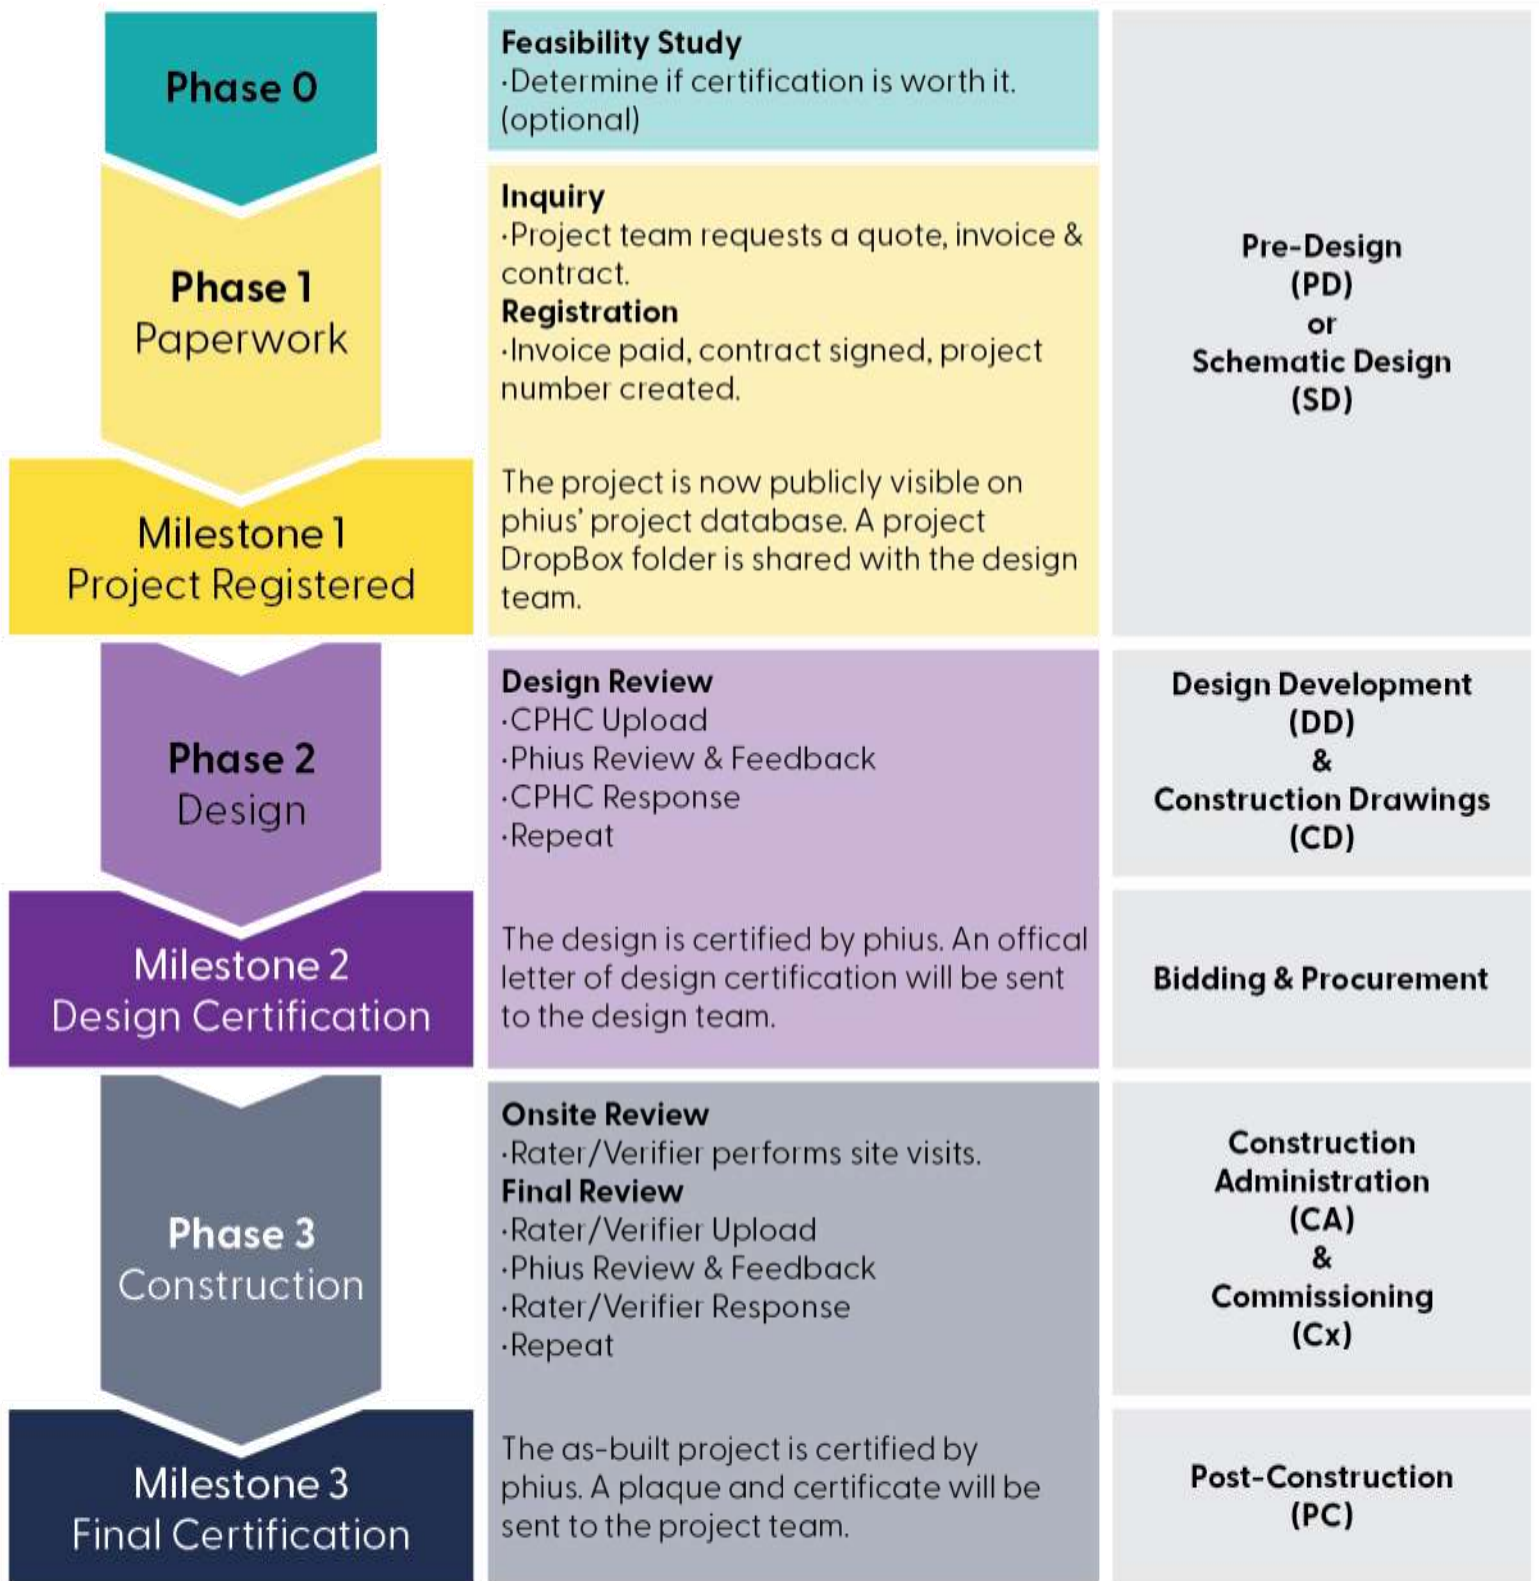 Phase 0
Feasibility Study
·Determine if certification is worth it.
(optional)
Phase 1
Paperwork
Inquiry
·Project team requests a quote, invoice &
contract.
Registration
·Invoice paid, contract signed, project
number created.
Pre-Design
(PD)
or
Schematic Design
(SD)
Milestone 1
Project Registered
The project is now publicly visible on
phius' project database. A project
DropBox folder is shared with the design
team.
Phase 2
Design
Design Review
·CPHC Upload
·Phius Review & Feedback
·CPHC Response
·Repeat
Design Development
(DD)
&
Construction Drawings
(CD)
Milestone 2
Design Certification
The design is certified by phius. An offical
letter of design certification will be sent
to the design team.
Bidding & Procurement
Phase 3
Construction
Onsite Review
·Rater/Verifier performs site visits.
Final Review
·Rater/Verifier Upload
·Phius Review & Feedback
·Rater/Verifier Response
·Repeat
Construction
Administration
(CA)
&
Commissioning
(Cx)
Milestone 3
Final Certification
The as-built project is certified by
phius. A plaque and certificate will be
sent to the project team.
Post-Construction
(PC)